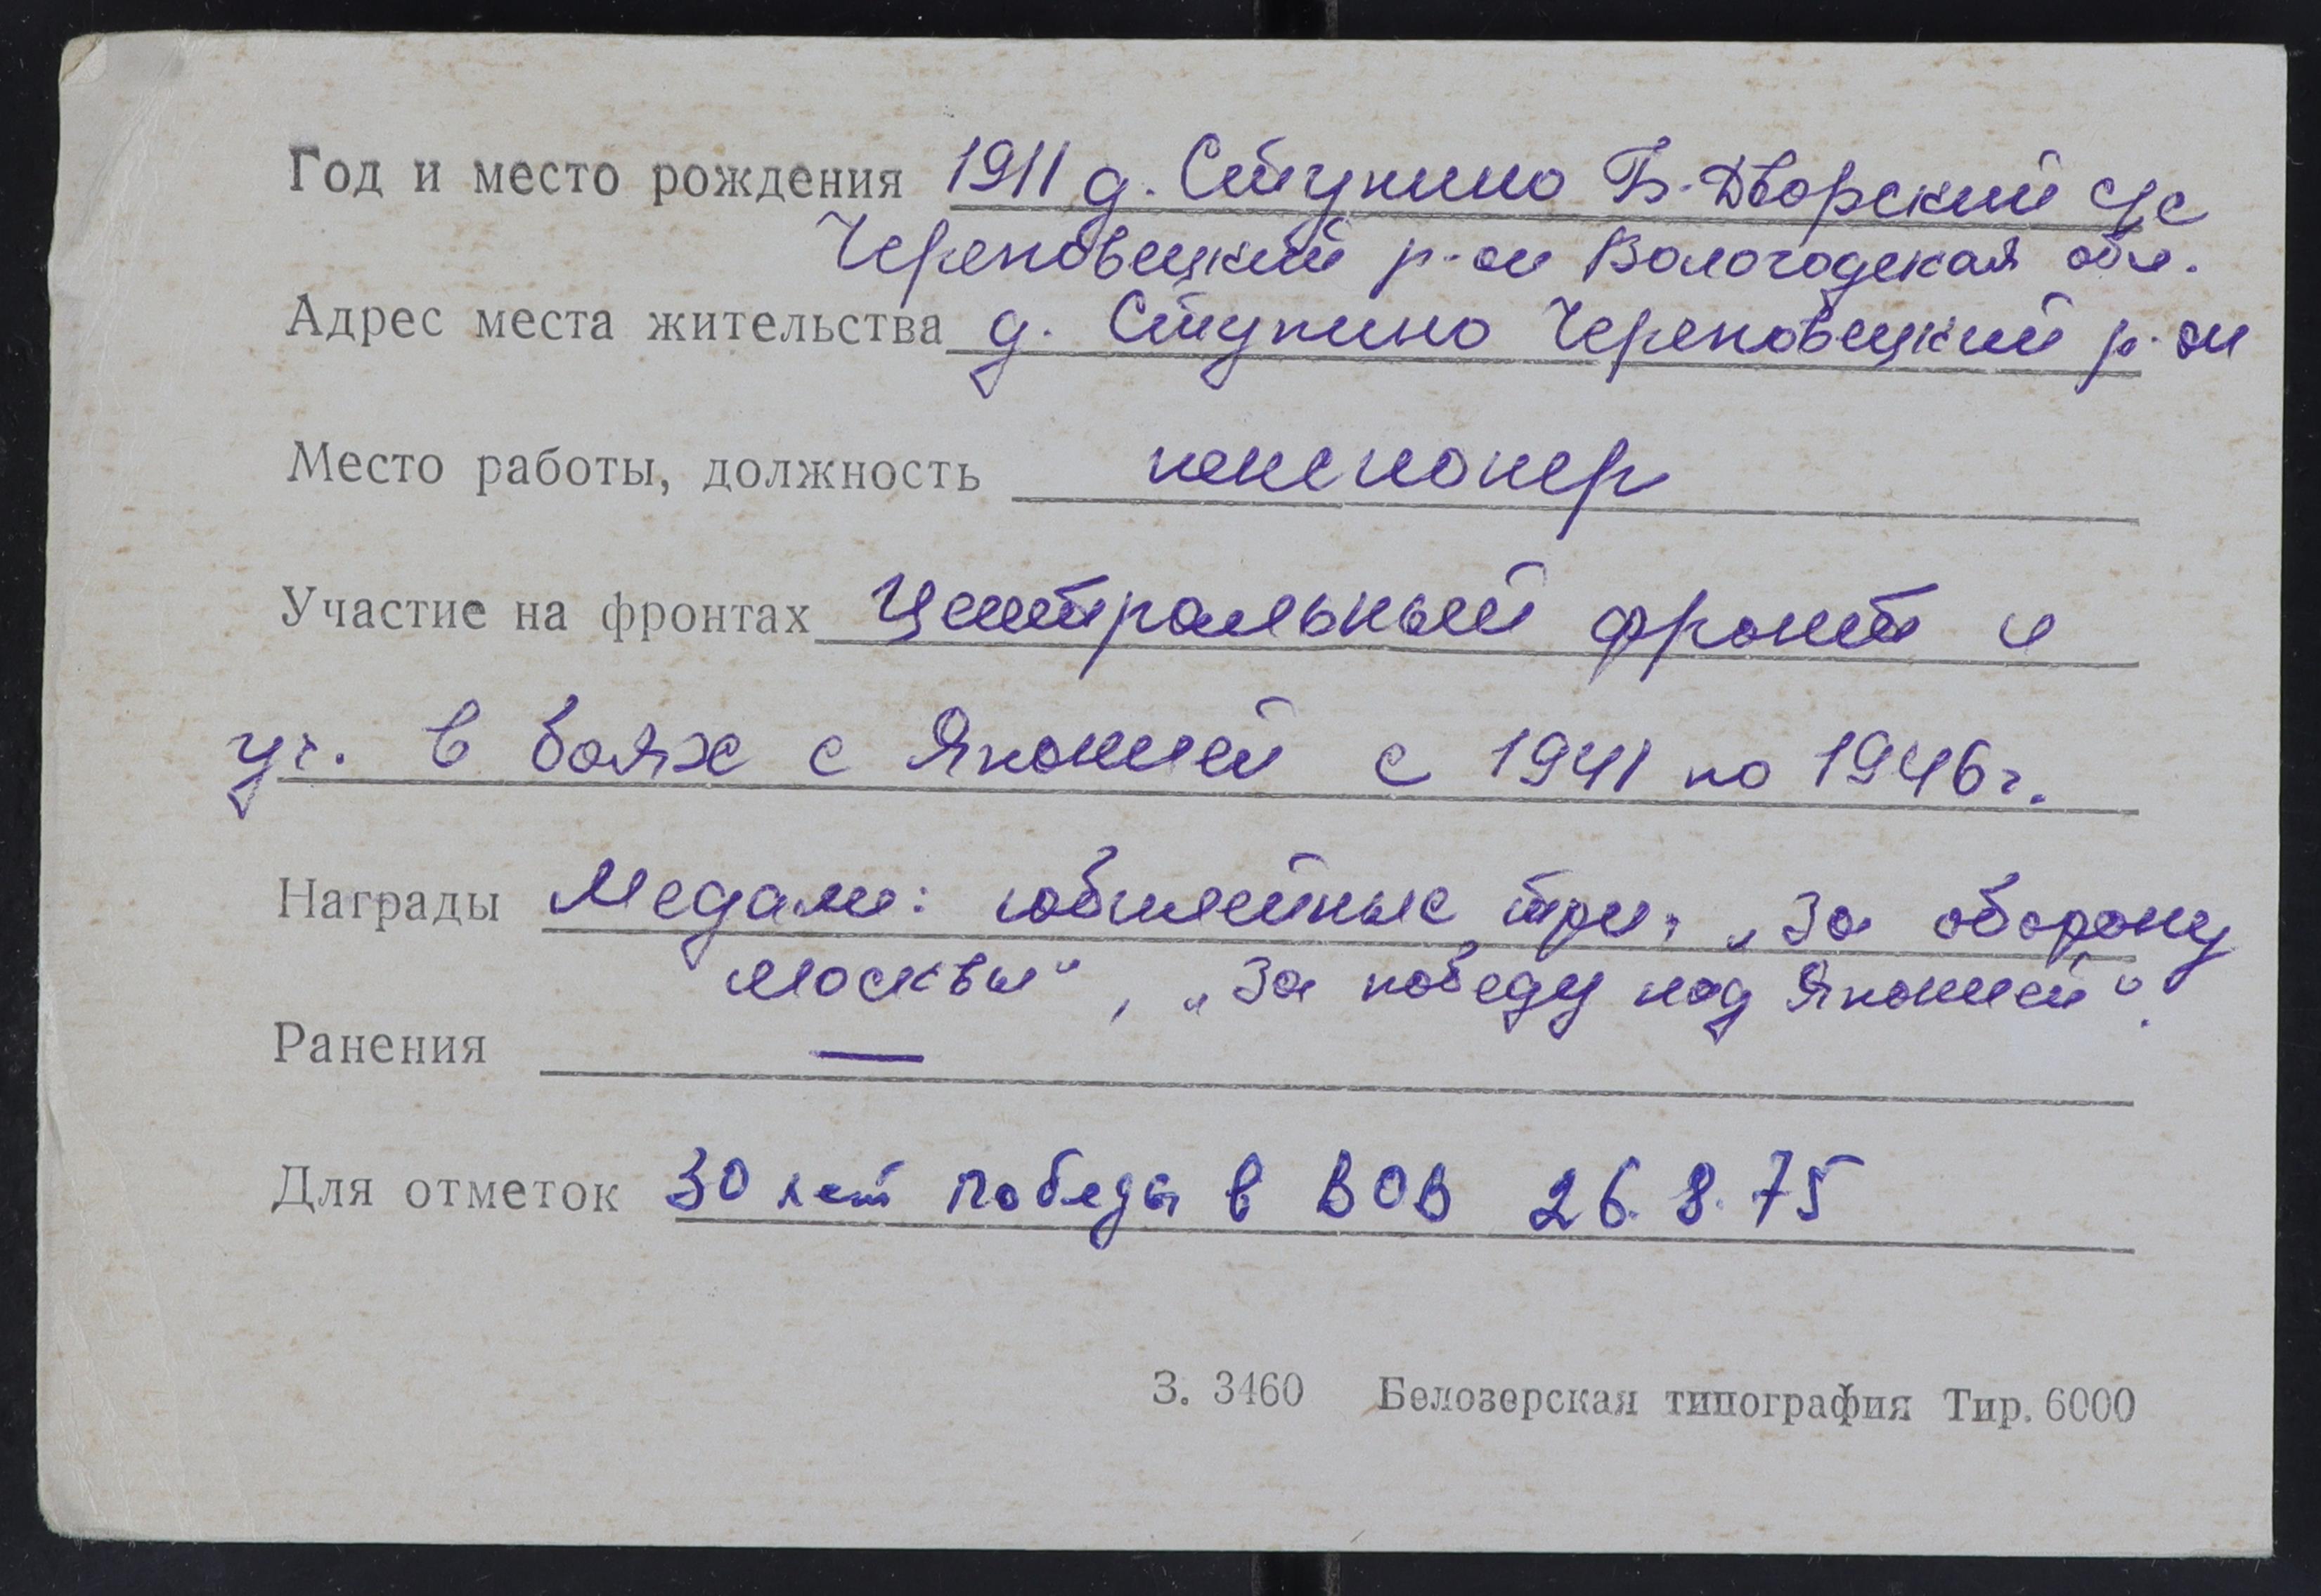 Год и место рождения 1911 д. Ступино Б-Дворский с/с
Череповецкий р-он Вологодская обл.
Адрес места жительства д. Ступино Череповецкий р-он
Место работы, должность пенсионер
Участие на фронтах Центральный фронт и
уч. в боях с Японией с 1941 по 1946г.
Награды Медали: юбилейные три, „За оборону
Москвы“, „За победу над Японией“.
Ранения —
Для отметок 30 лет победы в ВОВ 26.8.75
З. 3460 Белозерская типография Тир. 6000